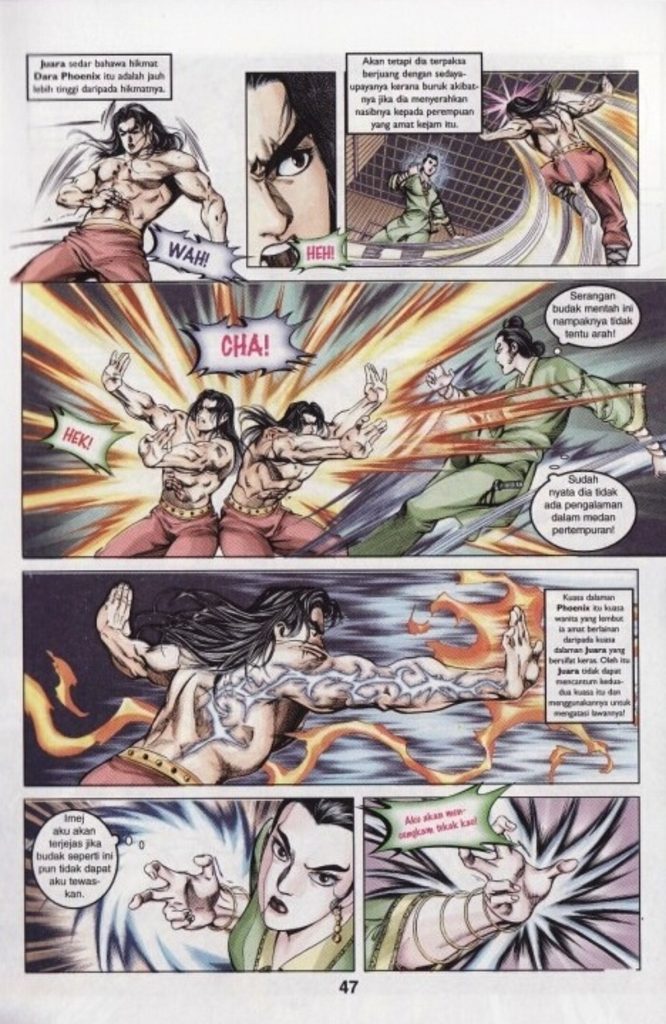 Juara sedar bahawa hikmat
Dara Phoenix itu adalah jauh
lebih tinggi daripada hikmatnya.
WAH!
HEH!
Akan tetapi dia terpaksa
berjuang dengan sedaya-
upayanya kerana buruk akibat-
nya jika dia menyerahkan
nasibnya kepada perempuan
yang amat kejam itu.
CHA!
HEK!
Serangan
budak mentah ini
nampaknya tidak
tentu arah!
Sudah
nyata dia tidak
ada pengalaman
dalam medan
pertempuran!
Kuasa dalaman
Phoenix itu kuasa
wanita yang lembut
ia amat berlainan
daripada kuasa
dalaman Juara yang
bersifat keras. Oleh itu
Juara tidak dapat
mencantum kedua-
dua kuasa itu dan
menggunakannya untuk
mengatasi lawannya!
Imej
aku akan
terjejas jika
budak seperti ini
pun tidak dapat
aku tewas-
kan.
Aku akan men-
cengkam tekak kau!
47